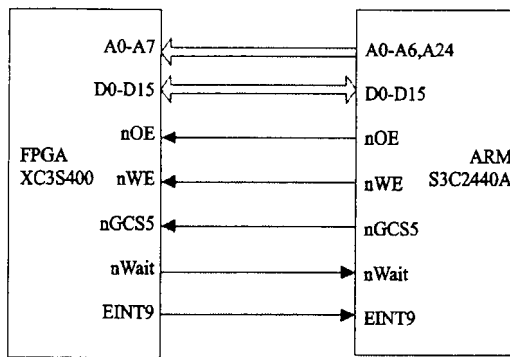 A0-A7 A0-A6,A24
D0-D15 D0-D15
nOE nOE
FPGA ARM
XC3S400 nWE nWE S3C2440A
nGCS5 nGCS5
nWait nWait
EINT9 EINT9